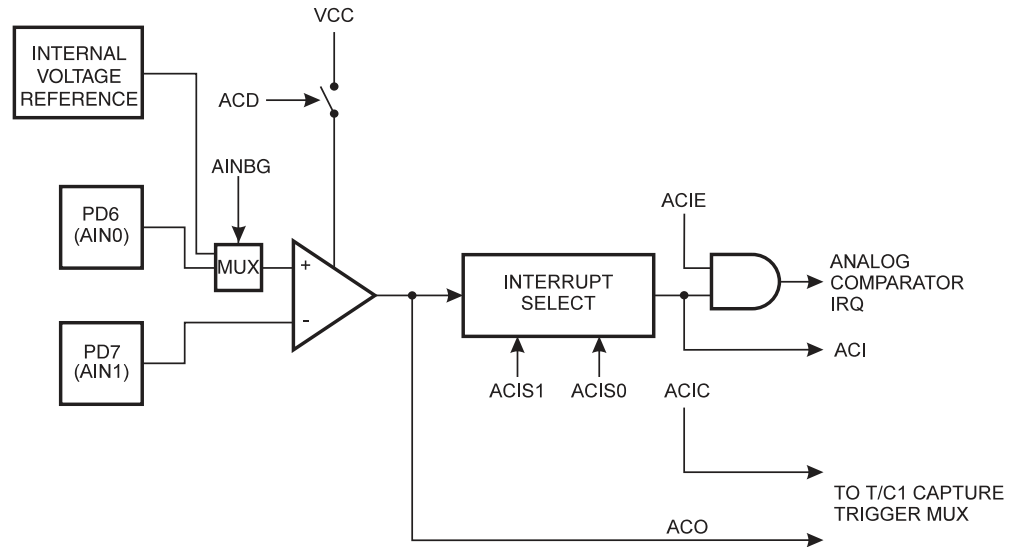 VCC
INTERNAL
VOLTAGE
REFERENCE
ACD
AINBG
PD6
(AIN0)
MUX
+
-
PD7
(AIN1)
INTERRUPT
SELECT
ACIS1
ACIS0
ACIE
ANALOG
COMPARATOR
IRQ
ACI
ACIC
TO T/C1 CAPTURE
TRIGGER MUX
ACO